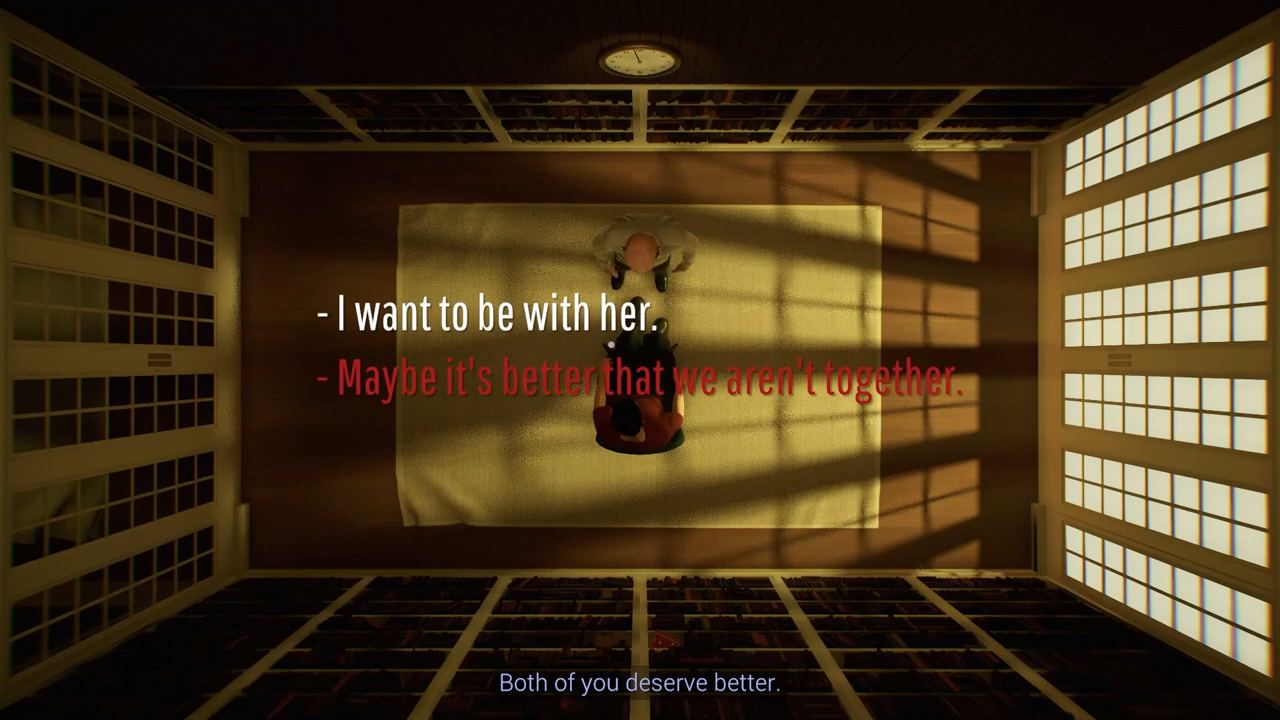 - I want to be with her.
- Maybe it's better that we aren't together.
Both of you deserve better.